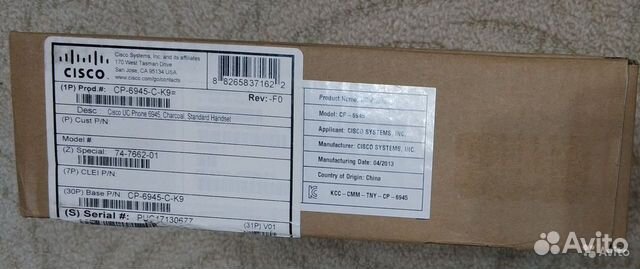 CISCO
Cisco Systems, Inc. and its affiliates
170 West Tasman Drive
San Jose, CA 95134 USA
www.cisco.com/go/contacts
8 82658 37162 2
(1P) Prod.#: CP-6945-C-K9=
Rev: -F0
Desc Cisco UC Phone 6945, Charcoal, Standard Handset
(P) Cust P/N:
Model #:
(Z) Special: 74-7662-01
(7P) CLEI P/N:
(30P) Base P/N: CP-6945-C-K9
(S) Serial #: PUC17130677
(31P) V01
Product Name:
Model: CP-6945
Applicant: CISCO SYSTEMS, INC.
Manufacturer: CISCO SYSTEMS, INC.
Manufacturing Date: 04/2013
Country of Origin: China
KCC-CMM-TNY-CP-6945
Avito
Avito